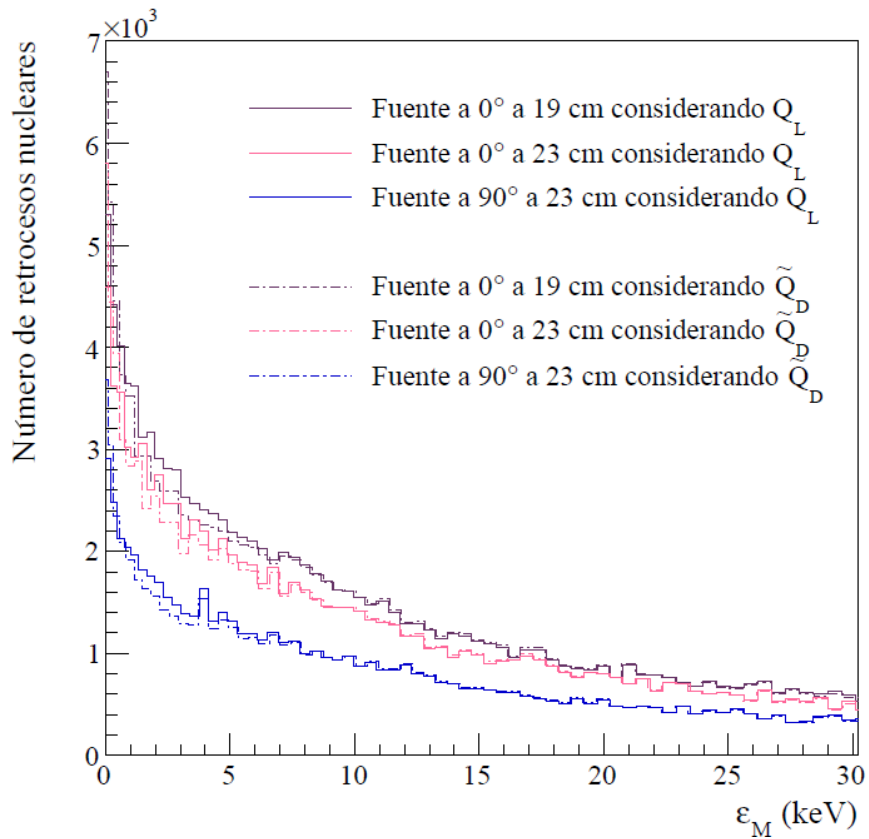 ×10³
Número de retrocesos nucleares
7
6
5
4
3
2
1
0
Fuente a 0° a 19 cm considerando Q_L
Fuente a 0° a 23 cm considerando Q_L
Fuente a 90° a 23 cm considerando Q_L
Fuente a 0° a 19 cm considerando Q̃_D
Fuente a 0° a 23 cm considerando Q̃_D
Fuente a 90° a 23 cm considerando Q̃_D
0 5 10 15 20 25 30
ε_M (keV)